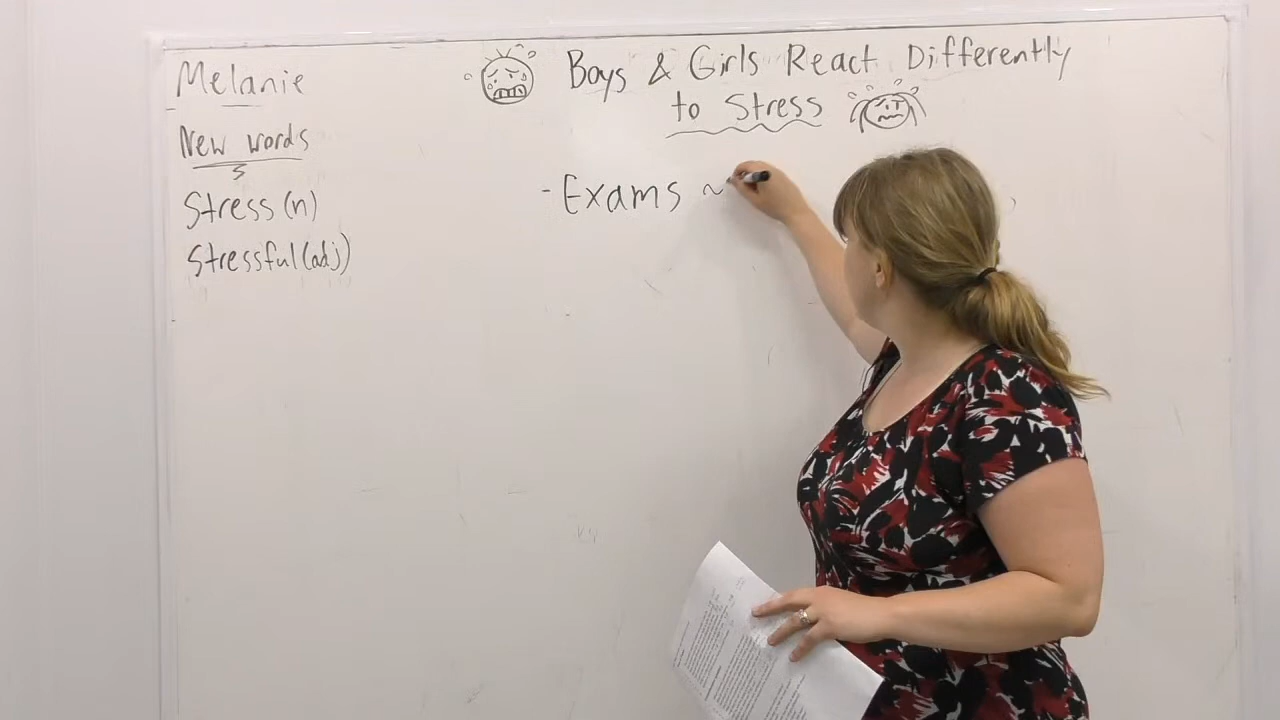 Melanie
New words
Stress (n)
Stressful (adj)
Boys & Girls React Differently
to Stress
- Exams ~